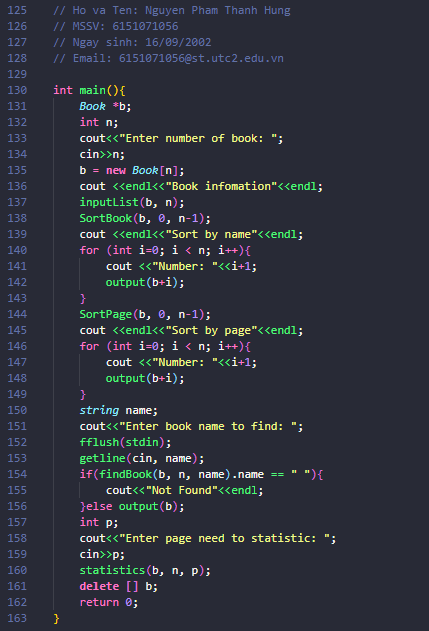 125 // Ho va Ten: Nguyen Pham Thanh Hung
126 // MSSV: 6151071056
127 // Ngay sinh: 16/09/2002
128 // Email: 6151071056@st.utc2.edu.vn
129
130 int main(){
131 Book *b;
132 int n;
133 cout<<"Enter number of book: ";
134 cin>>n;
135 b = new Book[n];
136 cout <<endl<<"Book infomation"<<endl;
137 inputList(b, n);
138 SortBook(b, 0, n-1);
139 cout <<endl<<"Sort by name"<<endl;
140 for (int i=0; i < n; i++){
141 cout <<"Number: "<<i+1;
142 output(b+i);
143 }
144 SortPage(b, 0, n-1);
145 cout <<endl<<"Sort by page"<<endl;
146 for (int i=0; i < n; i++){
147 cout <<"Number: "<<i+1;
148 output(b+i);
149 }
150 string name;
151 cout<<"Enter book name to find: ";
152 fflush(stdin);
153 getline(cin, name);
154 if(findBook(b, n, name).name == " "){
155 cout<<"Not Found"<<endl;
156 }else output(b);
157 int p;
158 cout<<"Enter page need to statistic: ";
159 cin>>p;
160 statistics(b, n, p);
161 delete [] b;
162 return 0;
163 }